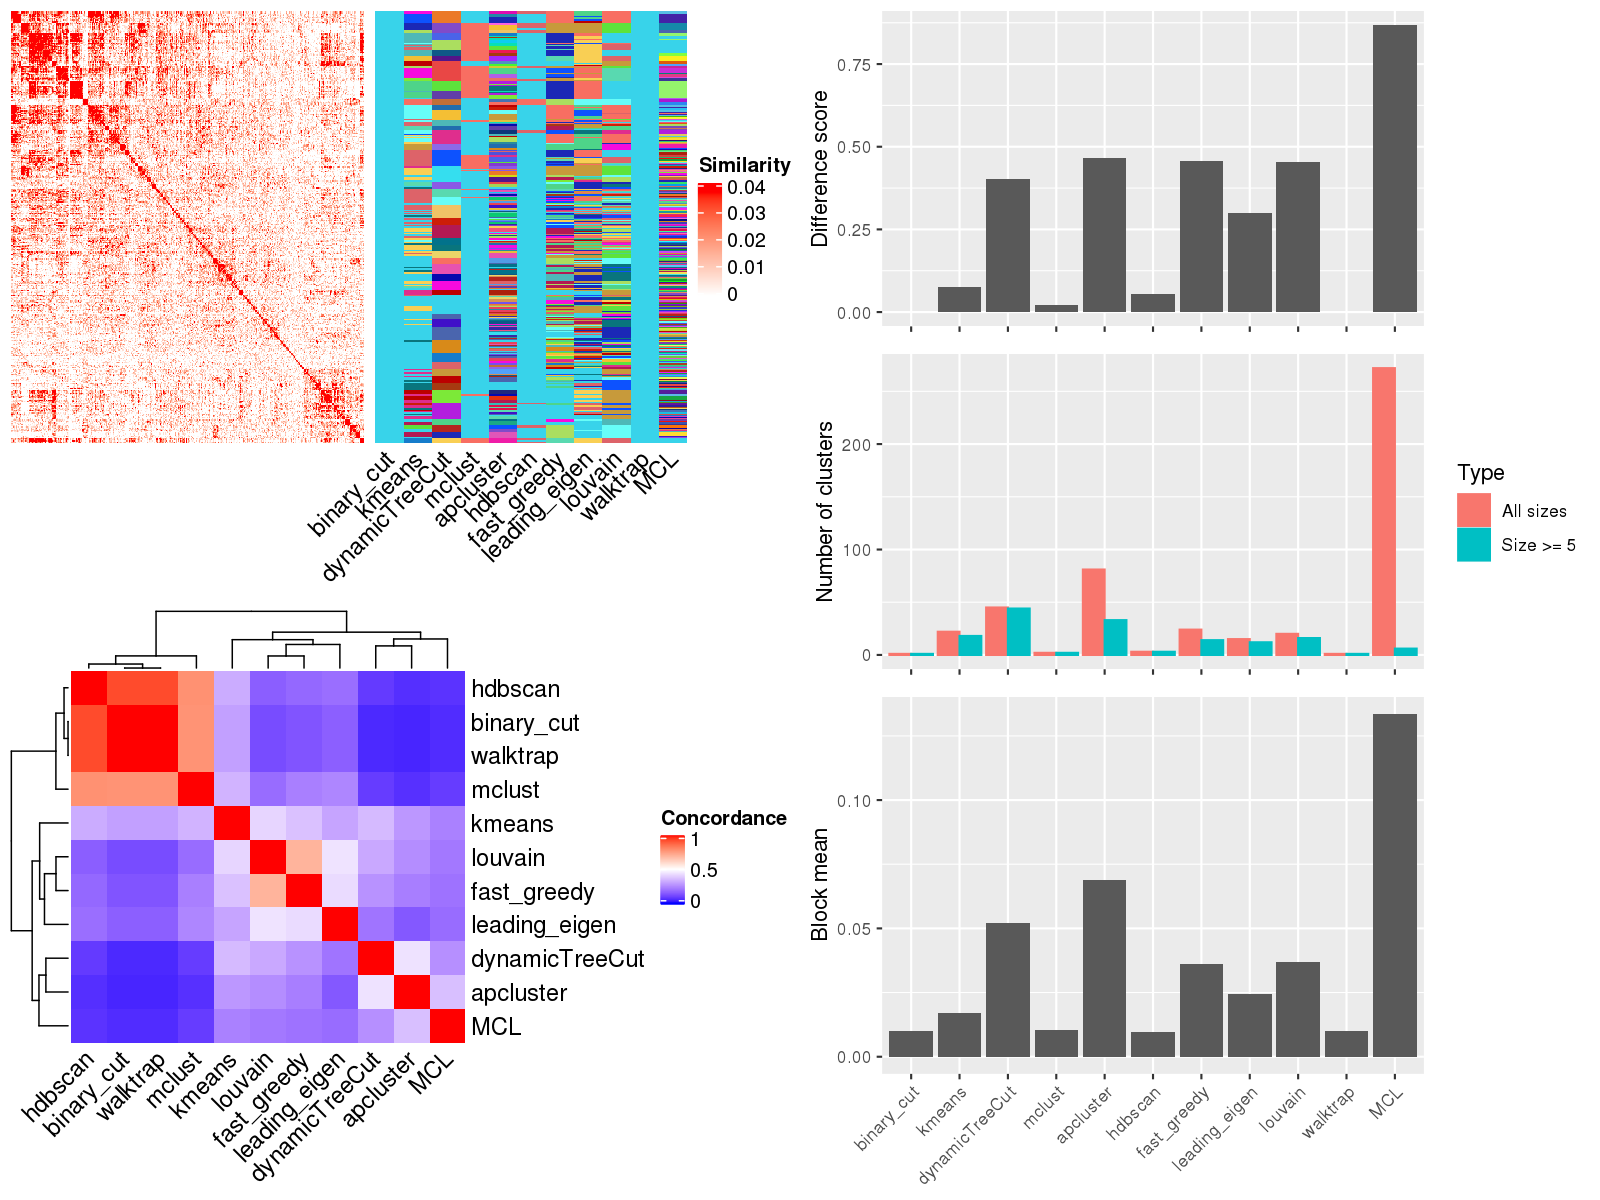 Similarity
0.04
0.03
0.02
0.01
0
binary_cut
kmeans
dynamicTreeCut
mclust
apcluster
hdbscan
fast_greedy
leading_eigen
louvain
walktrap
MCL
hdbscan
binary_cut
walktrap
mclust
kmeans
louvain
fast_greedy
leading_eigen
dynamicTreeCut
apcluster
MCL
hdbscan
binary_cut
walktrap
mclust
kmeans
louvain
fast_greedy
leading_eigen
dynamicTreeCut
apcluster
MCL
Concordance
1
0.5
0
Difference score
0.75
0.50
0.25
0.00
Number of clusters
200
100
0
Type
All sizes
Size >= 5
Block mean
0.10
0.05
0.00
binary_cut
kmeans
dynamicTreeCut
mclust
apcluster
hdbscan
fast_greedy
leading_eigen
louvain
walktrap
MCL